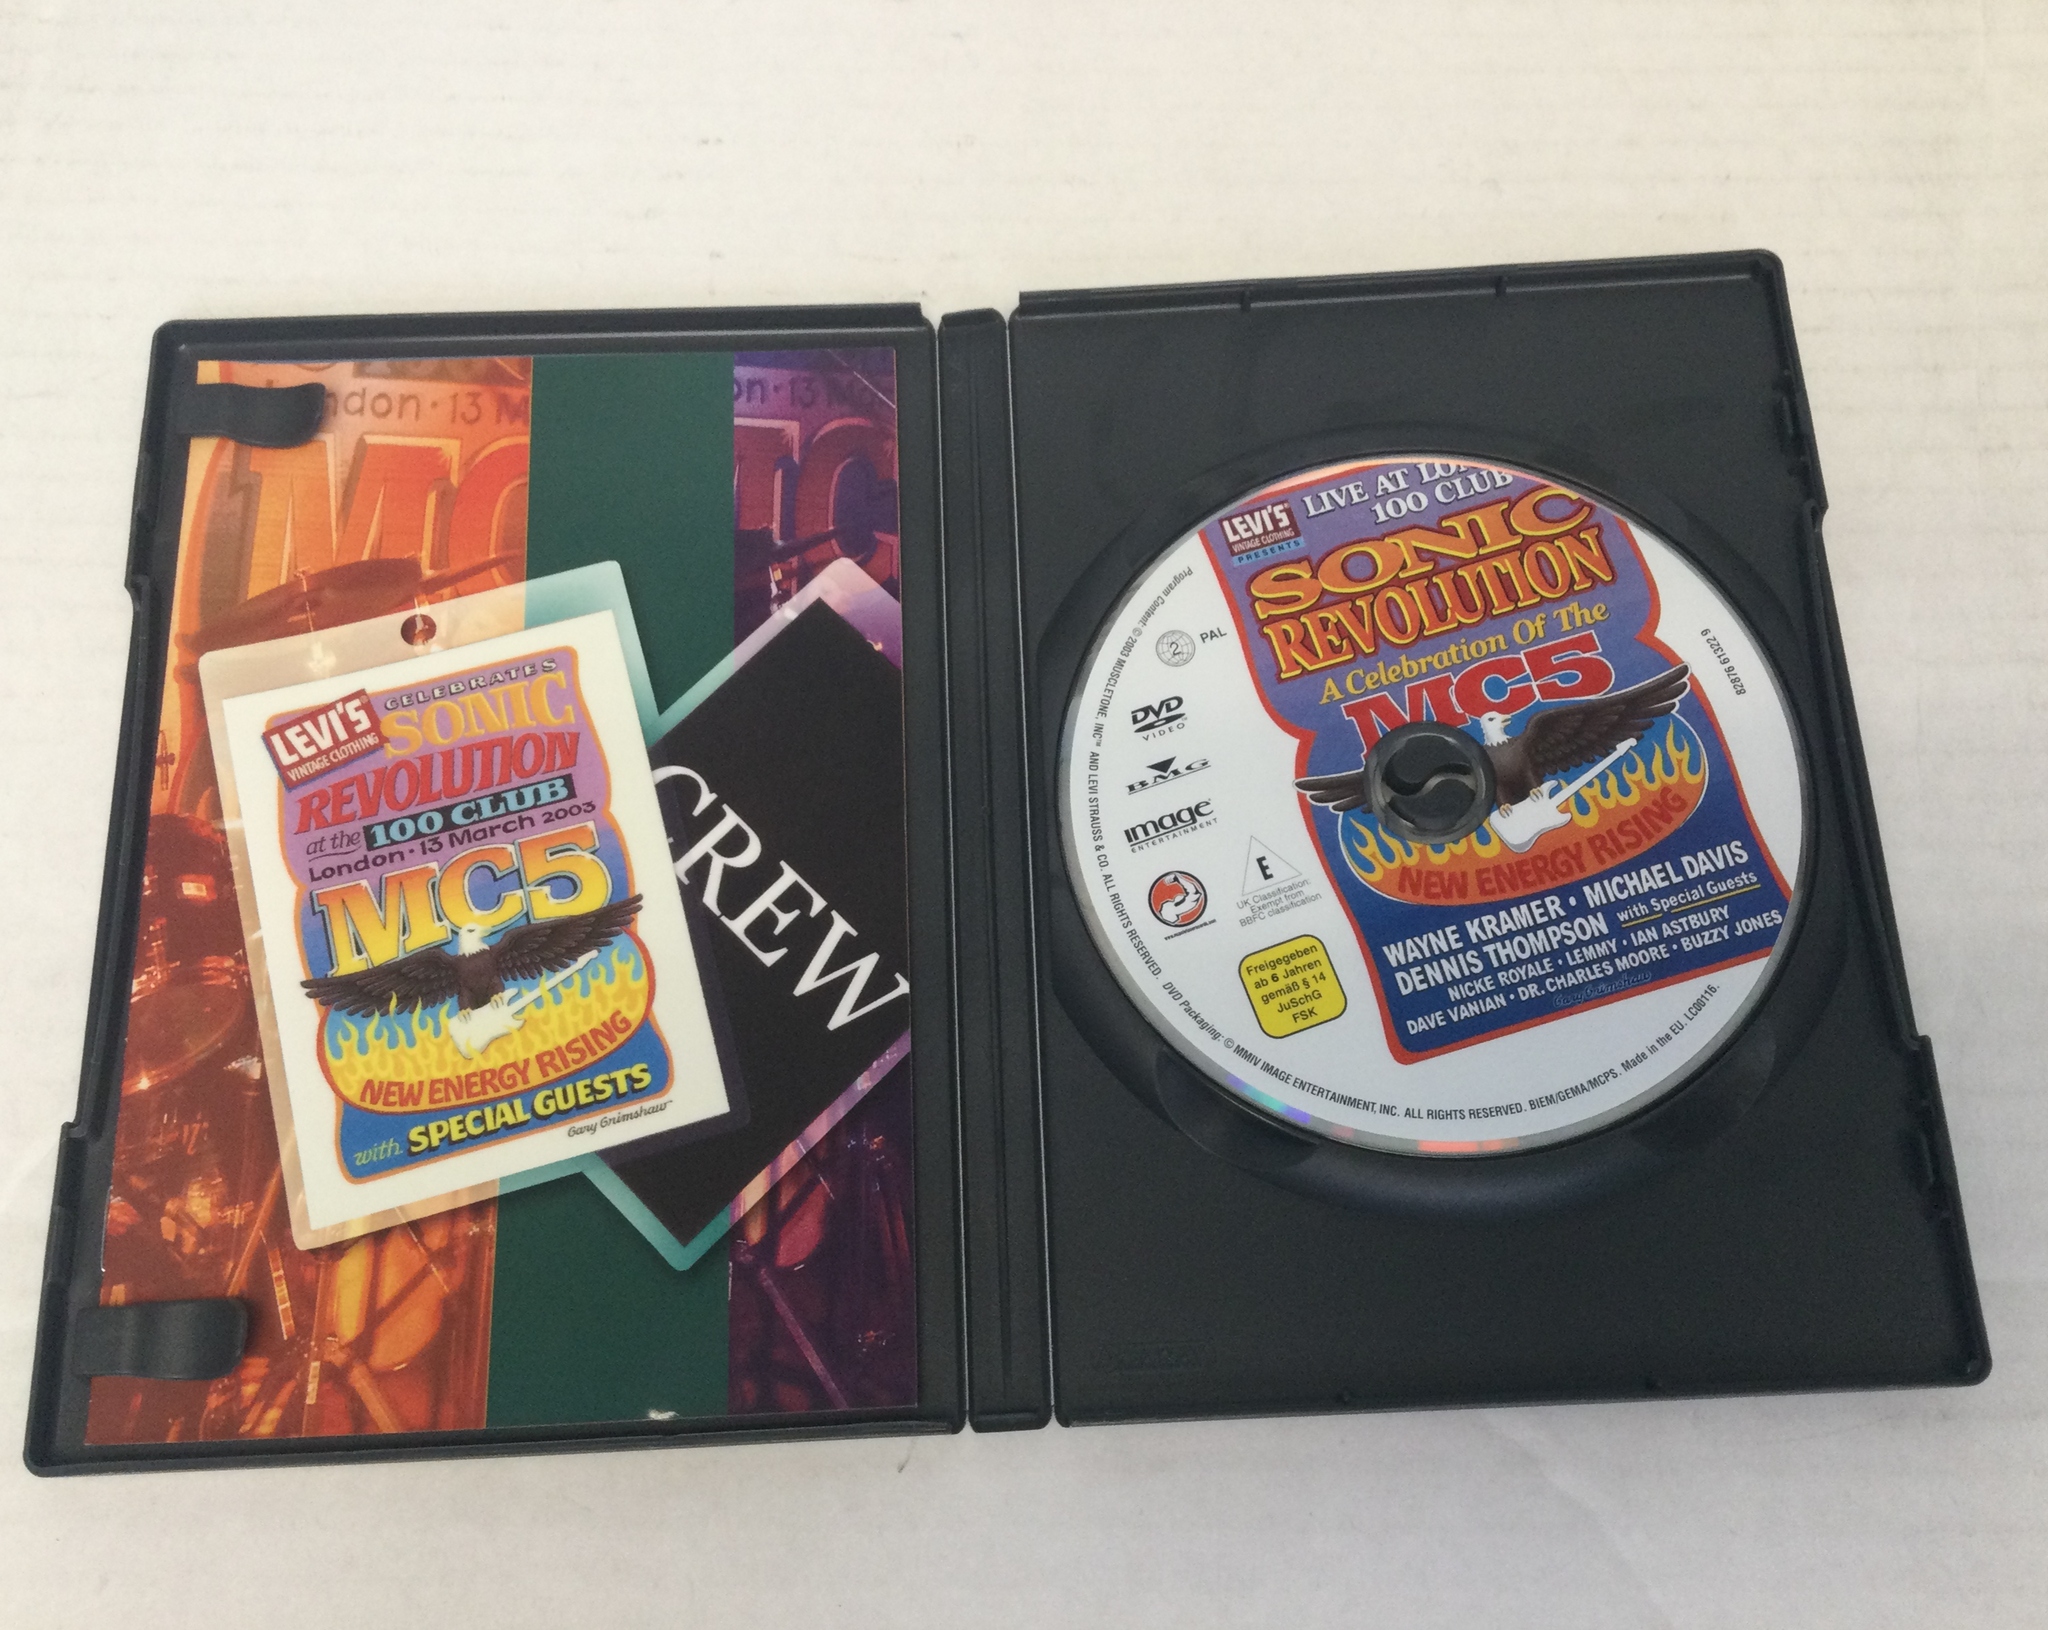 ndon · 13 M
MC
on · 13 Ma
MC
LEVI'S
VINTAGE CLOTHING
CELEBRATES
SONIC
REVOLUTION
at the 100 CLUB
London · 13 March 2003
MC5
NEW ENERGY RISING
with SPECIAL GUESTS
Gary Grimshaw
CREW
LIVE AT LON
100 CLUB
LEVI'S
VINTAGE CLOTHING
PRESENTS
SONIC
REVOLUTION
A Celebration Of The
MC5
NEW ENERGY RISING
WAYNE KRAMER · MICHAEL DAVIS
DENNIS THOMPSON with Special Guests
NICKE ROYALE · LEMMY · IAN ASTBURY
DAVE VANIAN · DR. CHARLES MOORE · BUZZY JONES
Gary Grimshaw
2 PAL
DVD
VIDEO
BMG
image
ENTERTAINMENT
E
UK Classification:
Exempt from
BBFC classification
Freigegeben
ab 6 Jahren
gemäß § 14
JuSchG
FSK
82876 61322 9
Program Content: © 2003 MUSCLETONE, INC™ AND LEVI STRAUSS & CO. ALL RIGHTS RESERVED. DVD Packaging: © MMIV IMAGE ENTERTAINMENT, INC. ALL RIGHTS RESERVED. BIEM/GEMA/MCPS. Made in the EU. LC00116.